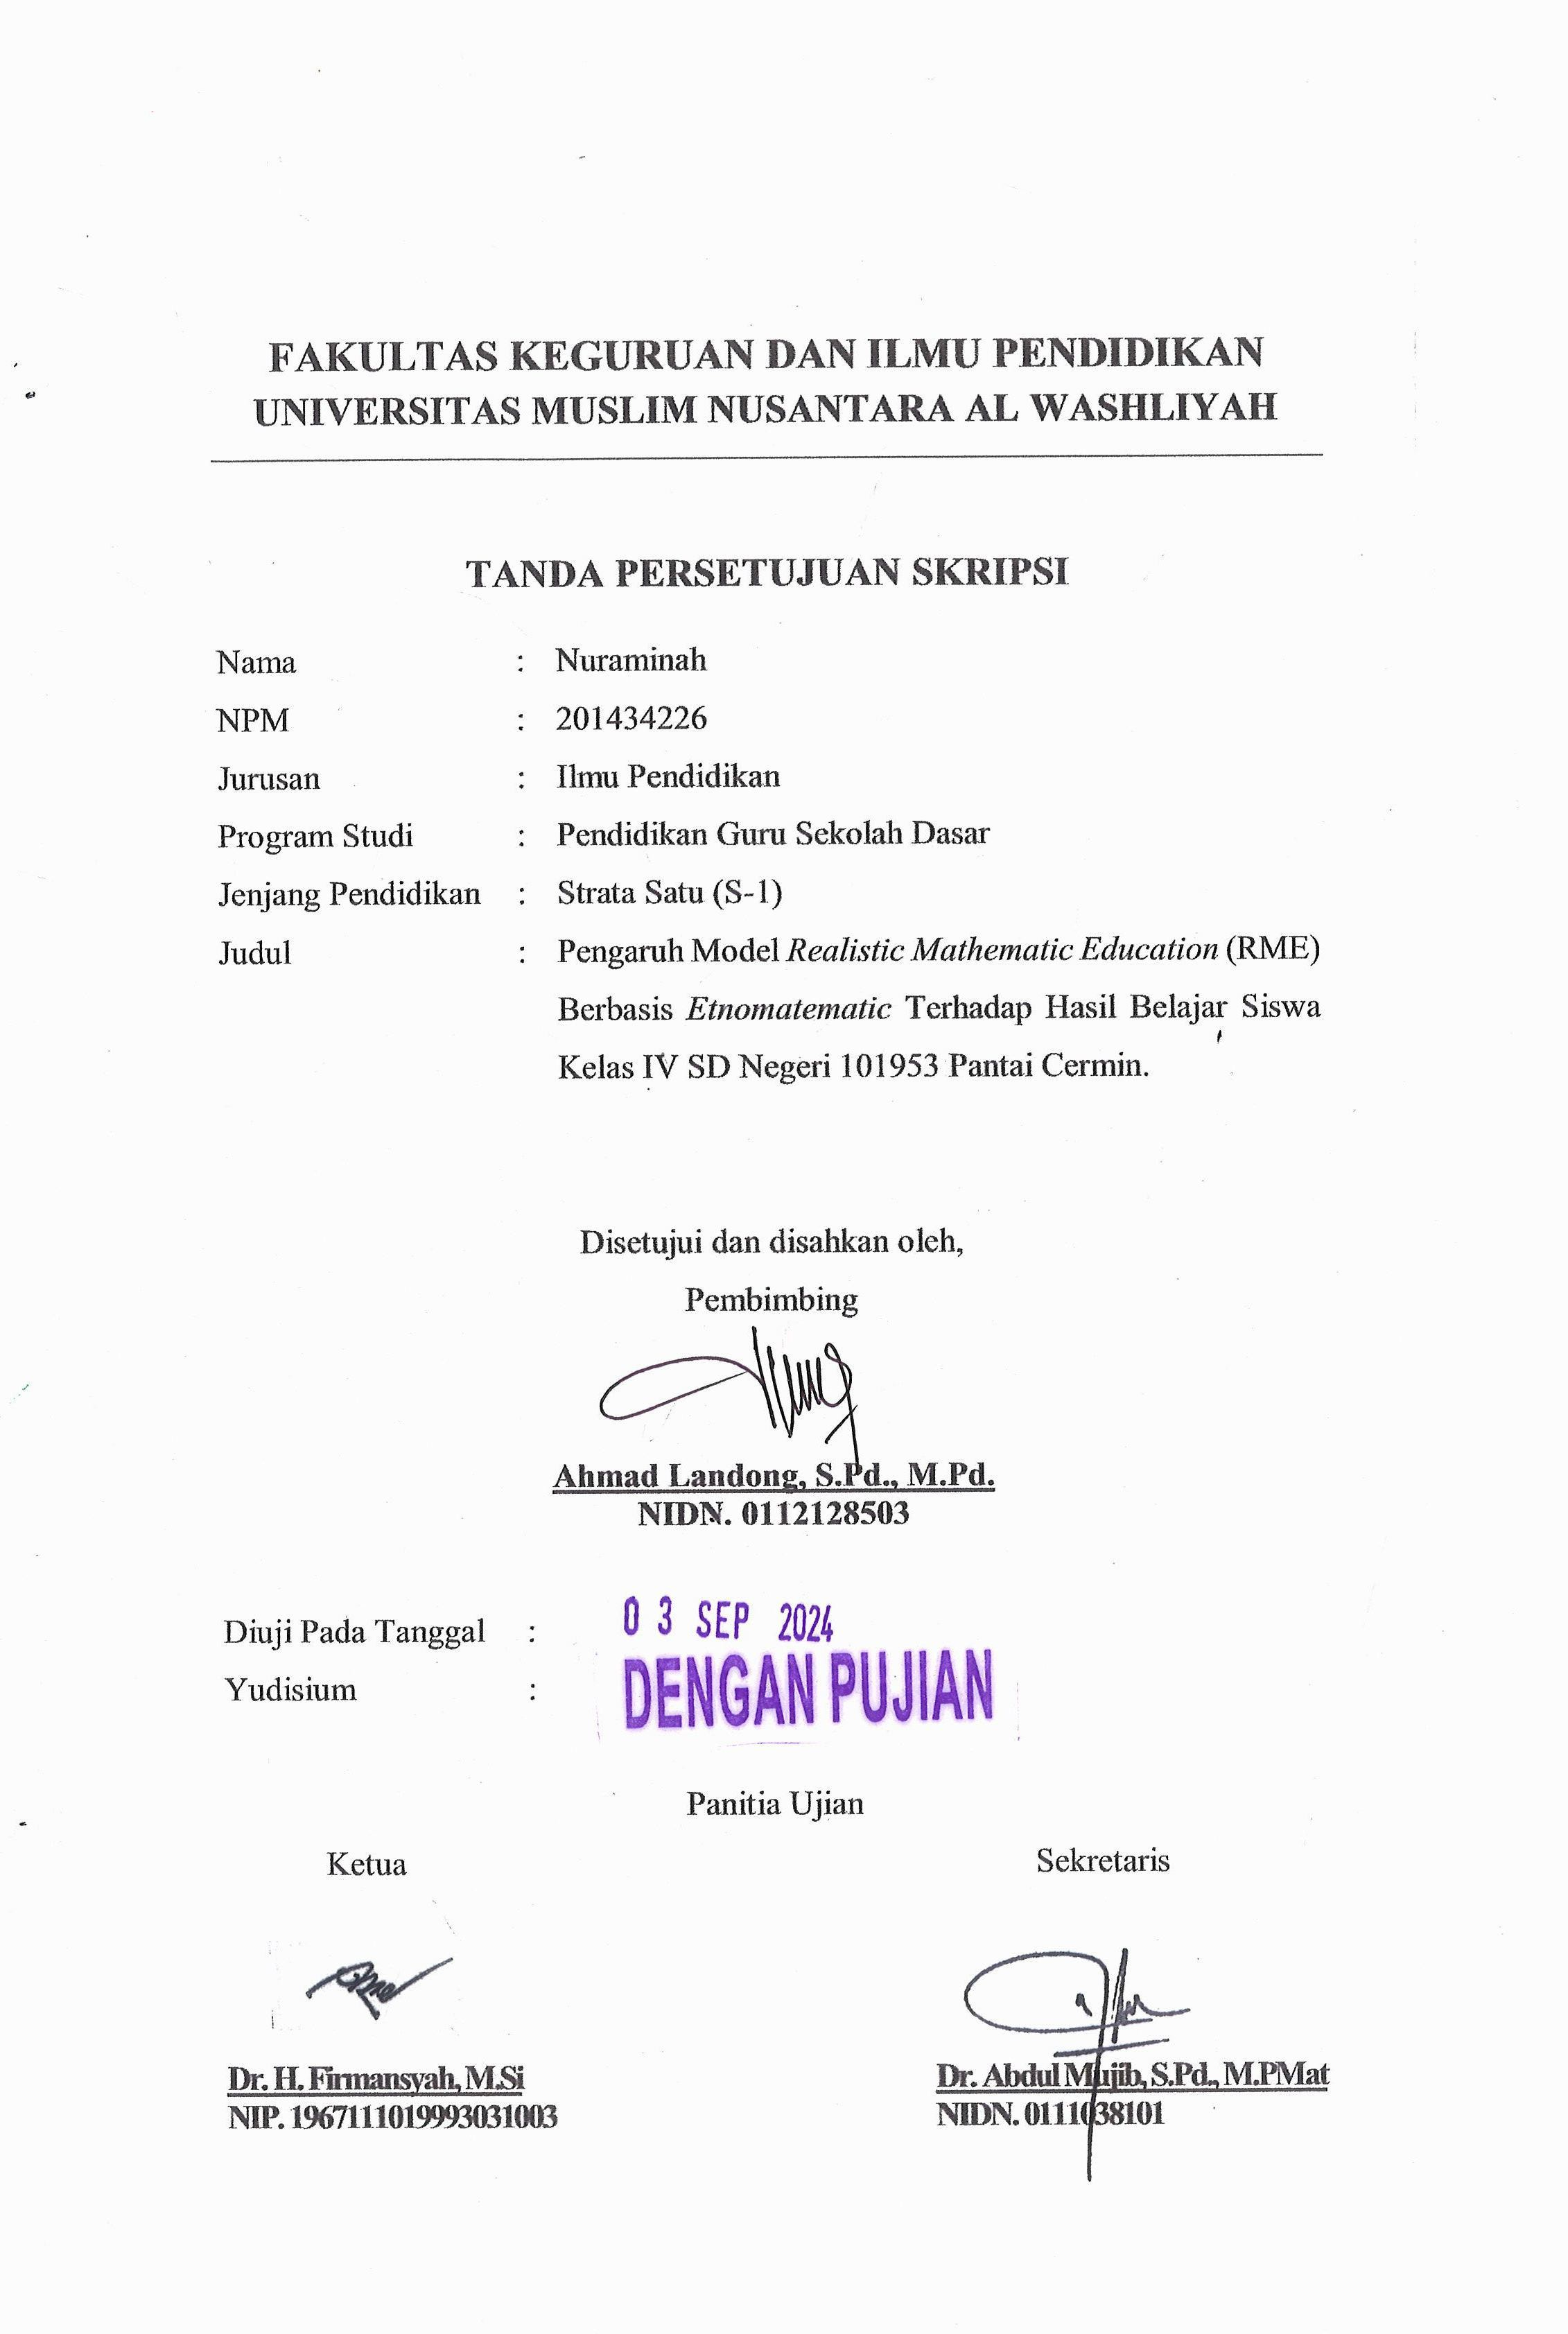 FAKULTAS KEGURUAN DAN ILMU PENDIDIKAN
UNIVERSITAS MUSLIM NUSANTARA AL WASHLIYAH
TANDA PERSETUJUAN SKRIPSI
Nama : Nuraminah
NPM : 201434226
Jurusan : Ilmu Pendidikan
Program Studi : Pendidikan Guru Sekolah Dasar
Jenjang Pendidikan : Strata Satu (S-1)
Judul : Pengaruh Model Realistic Mathematic Education (RME)
Berbasis Etnomatematic Terhadap Hasil Belajar Siswa
Kelas IV SD Negeri 101953 Pantai Cermin.
Disetujui dan disahkan oleh,
Pembimbing
Ahmad Landong, S.Pd., M.Pd.
NIDN. 0112128503
Diuji Pada Tanggal : 03 SEP 2024
Yudisium : DENGAN PUJIAN
Panitia Ujian
Ketua Sekretaris
Dr. H. Firmansyah, M.Si Dr. Abdul Mujib, S.Pd., M.PMat
NIP. 1967111019993031003 NIDN. 0111038101